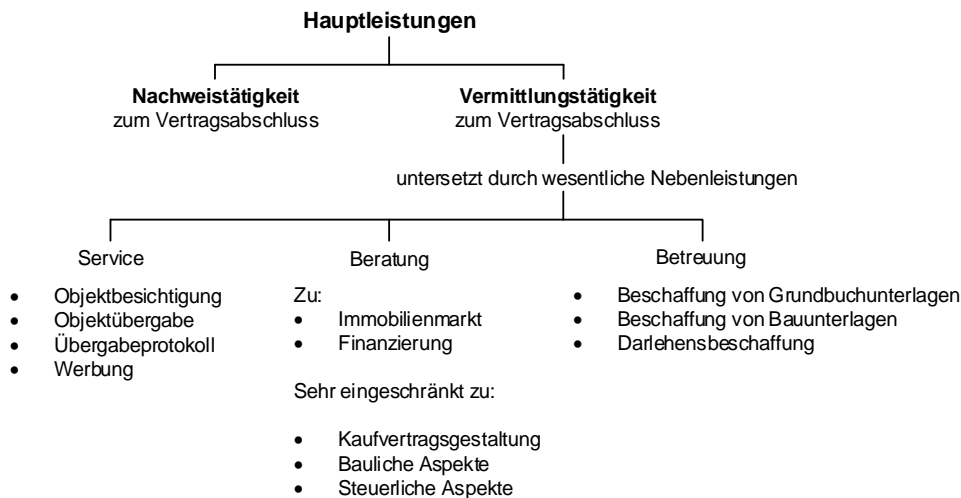 Hauptleistungen
Nachweistätigkeit
zum Vertragsabschluss
Vermittlungstätigkeit
zum Vertragsabschluss
untersetzt durch wesentliche Nebenleistungen
Service
• Objektbesichtigung
• Objektübergabe
• Übergabeprotokoll
• Werbung
Beratung
Zu:
• Immobilienmarkt
• Finanzierung
Sehr eingeschränkt zu:
• Kaufvertragsgestaltung
• Bauliche Aspekte
• Steuerliche Aspekte
Betreuung
• Beschaffung von Grundbuchunterlagen
• Beschaffung von Bauunterlagen
• Darlehensbeschaffung